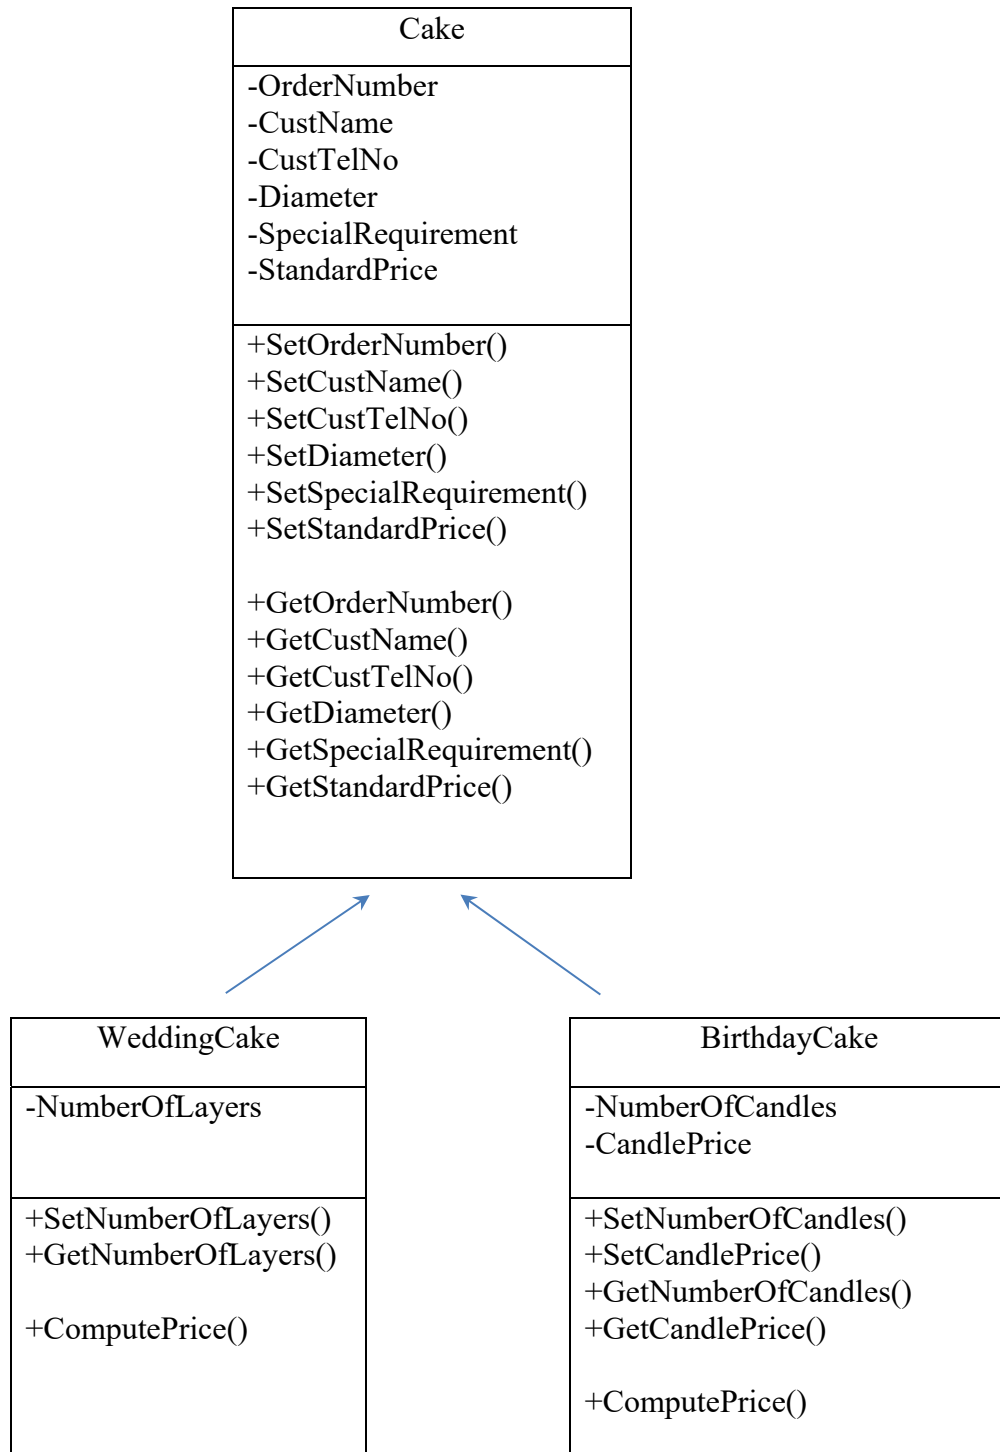 Cake
-OrderNumber
-CustName
-CustTelNo
-Diameter
-SpecialRequirement
-StandardPrice
+SetOrderNumber()
+SetCustName()
+SetCustTelNo()
+SetDiameter()
+SetSpecialRequirement()
+SetStandardPrice()
+GetOrderNumber()
+GetCustName()
+GetCustTelNo()
+GetDiameter()
+GetSpecialRequirement()
+GetStandardPrice()
WeddingCake
-NumberOfLayers
+SetNumberOfLayers()
+GetNumberOfLayers()
+ComputePrice()
BirthdayCake
-NumberOfCandles
-CandlePrice
+SetNumberOfCandles()
+SetCandlePrice()
+GetNumberOfCandles()
+GetCandlePrice()
+ComputePrice()